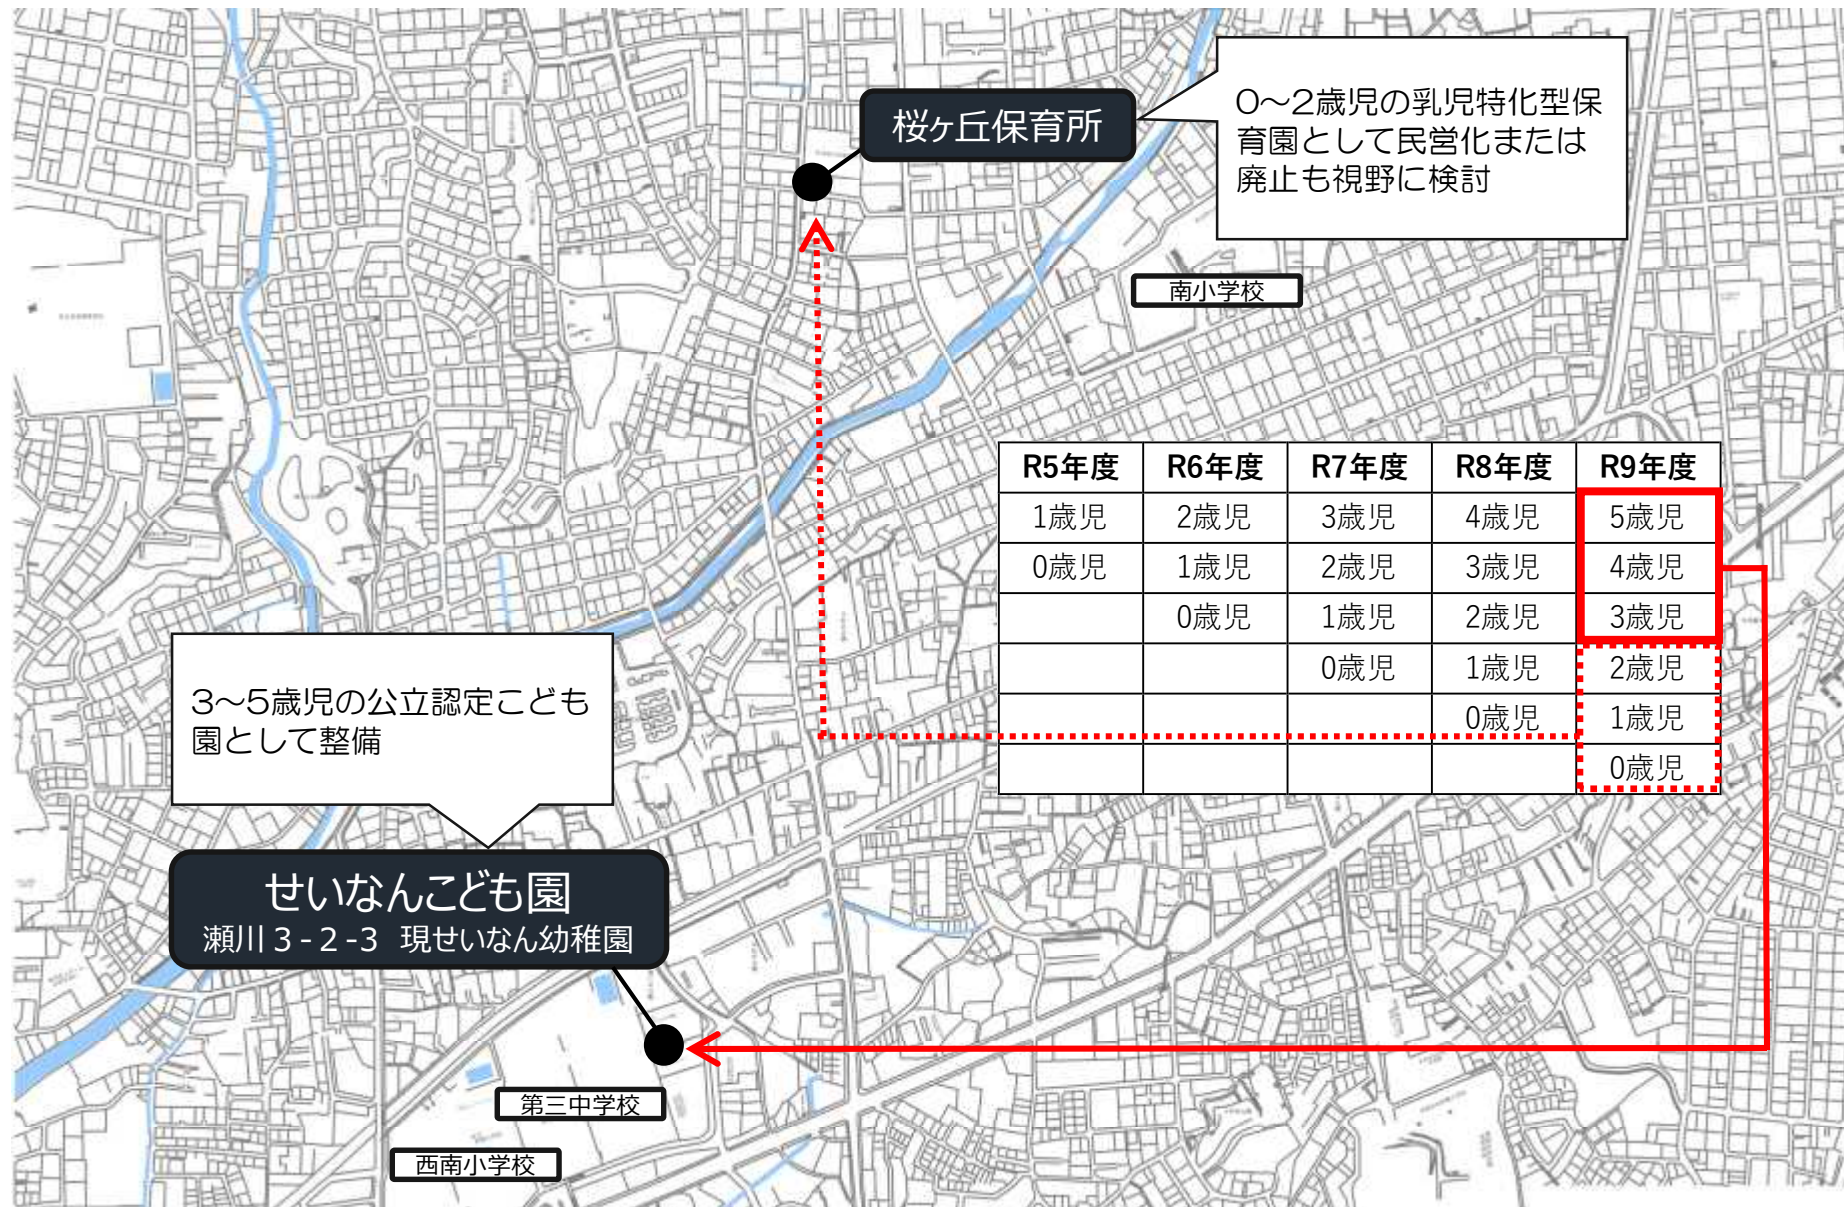 桜ヶ丘保育所
0～2歳児の乳児特化型保
育園として民営化または
廃止も視野に検討
南小学校
R5年度 R6年度 R7年度 R8年度 R9年度
1歳児 2歳児 3歳児 4歳児 5歳児
0歳児 1歳児 2歳児 3歳児 4歳児
0歳児 1歳児 2歳児 3歳児
0歳児 1歳児 2歳児
0歳児 1歳児
0歳児
3～5歳児の公立認定こども
園として整備
せいなんこども園
瀬川3-2-3 現せいなん幼稚園
第三中学校
西南小学校